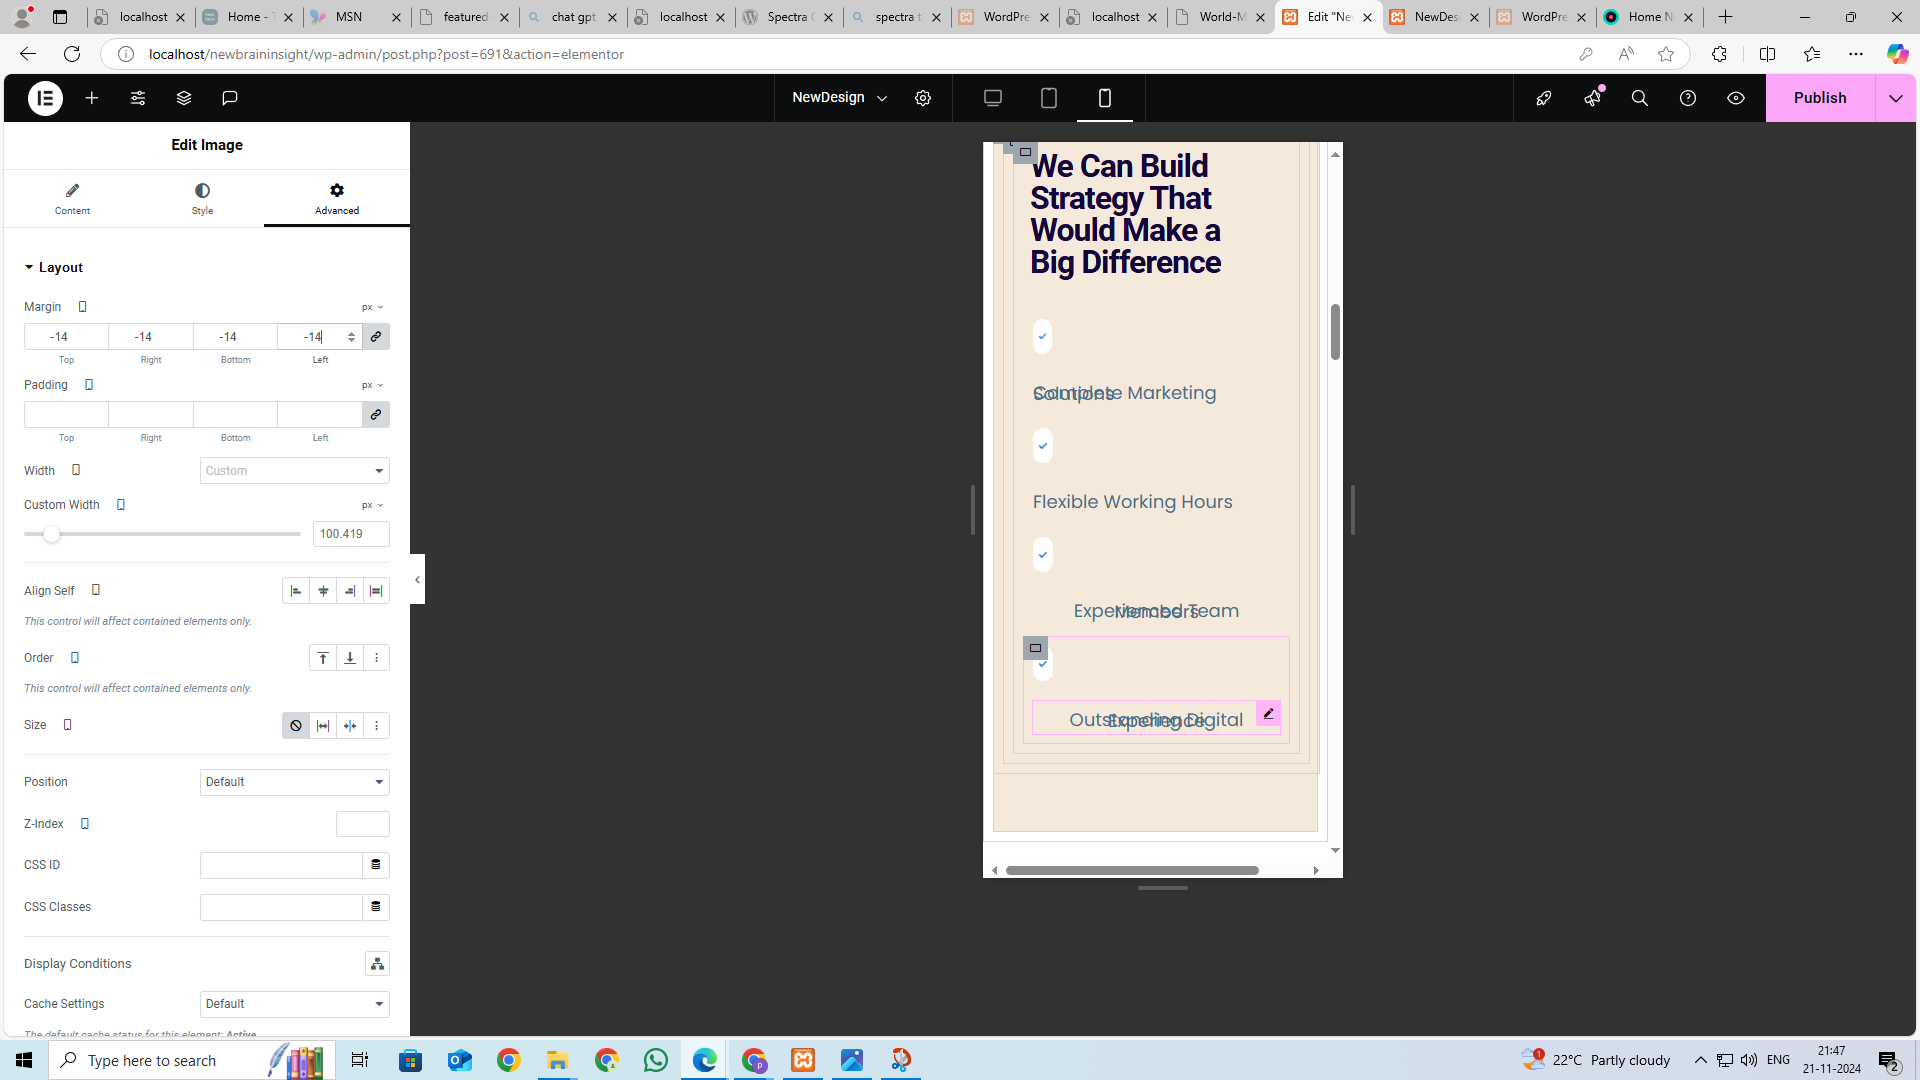 localhost
Home - T
MSN
featured
chat gpt
localhost
Spectra
spectra t
WordPre
localhost
World-M
Edit "Nev
NewDesi
WordPre
Home N
localhost/newbraininsight/wp-admin/post.php?post=691&action=elementor
NewDesign
Publish
Edit Image
Content
Style
Advanced
Layout
Margin
px
-14
-14
-14
-14
Top
Right
Bottom
Left
Padding
px
Top
Right
Bottom
Left
Width
Custom
Custom Width
px
100.419
Align Self
This control will affect contained elements only.
Order
This control will affect contained elements only.
Size
Position
Default
Z-Index
CSS ID
CSS Classes
Display Conditions
Cache Settings
Default
The default cache status for this element: Active
We Can Build
Strategy That
Would Make a
Big Difference
Complete Marketing
Solutions
Flexible Working Hours
Experienced Team
Members
Outstanding Digital
Experience
Type here to search
1
22°C Partly cloudy
ENG
21:47
21-11-2024
2